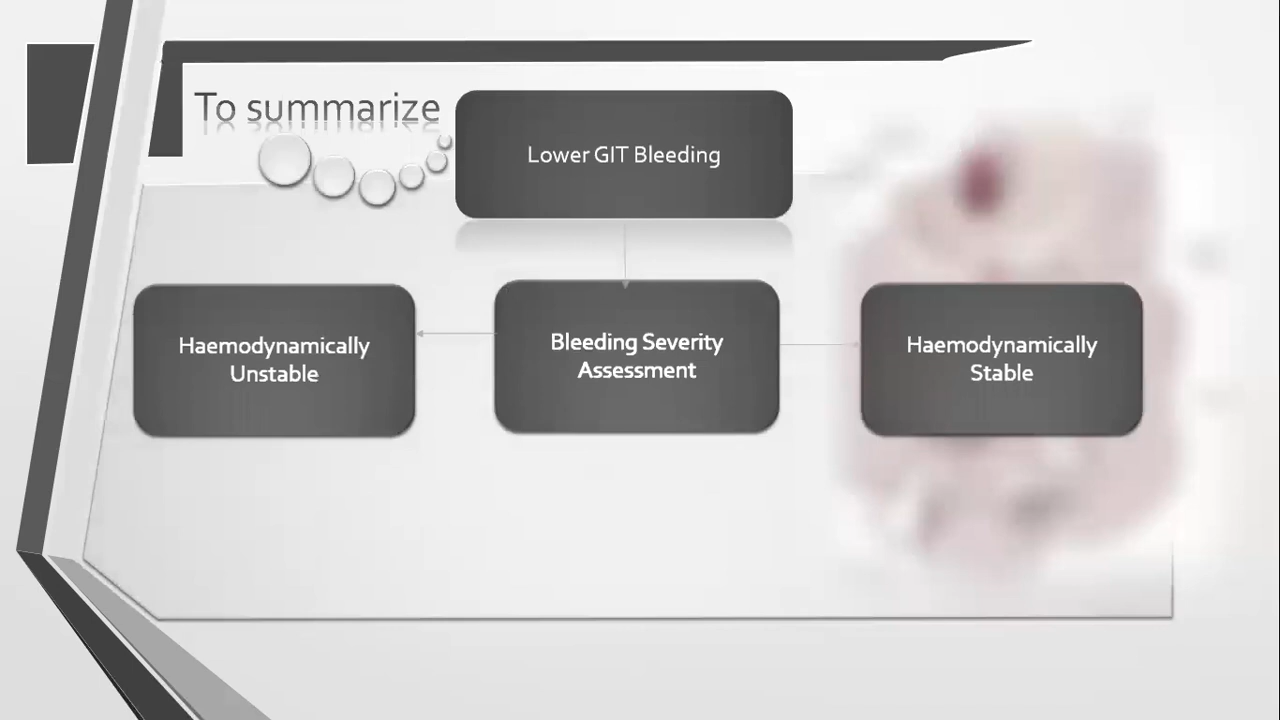 To summarize
Lower GIT Bleeding
Haemodynamically
Unstable
Bleeding Severity
Assessment
Haemodynamically
Stable